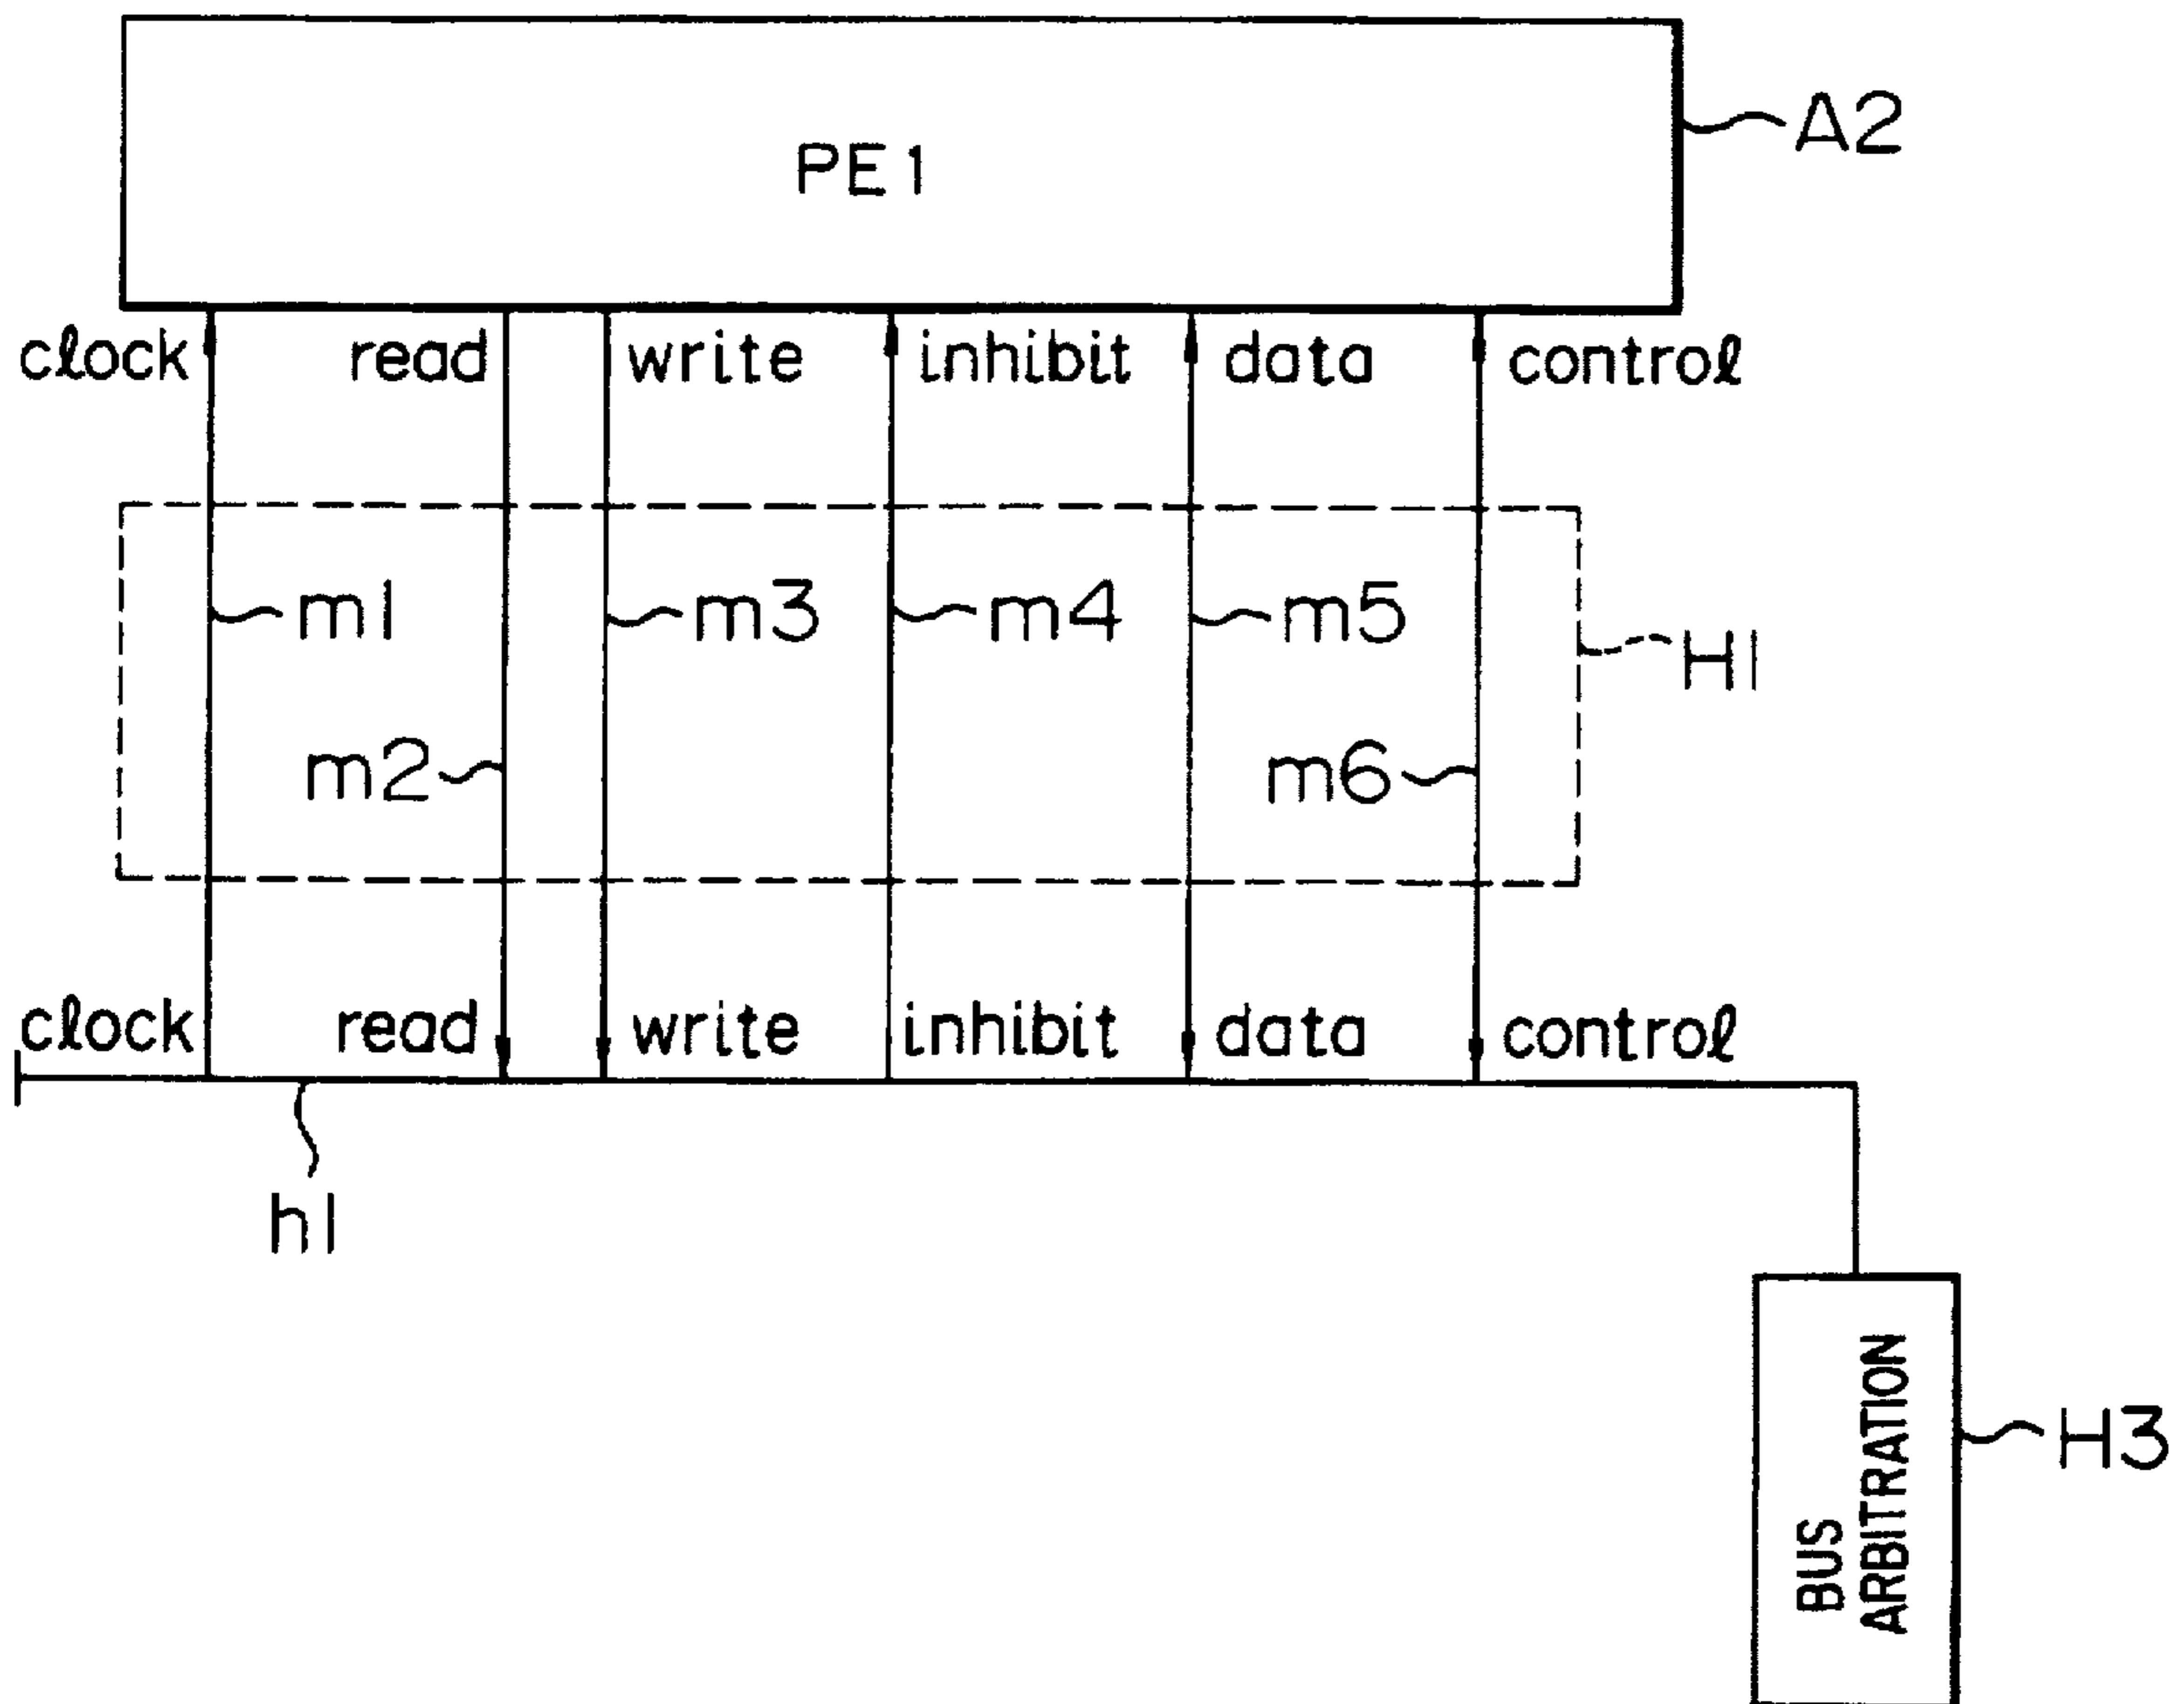 PE1
A2
clock read write inhibit data control
m1 m3 m4 m5
H1
m2 m6
clock read write inhibit data control
h1
BUS
ARBITRATION
H3